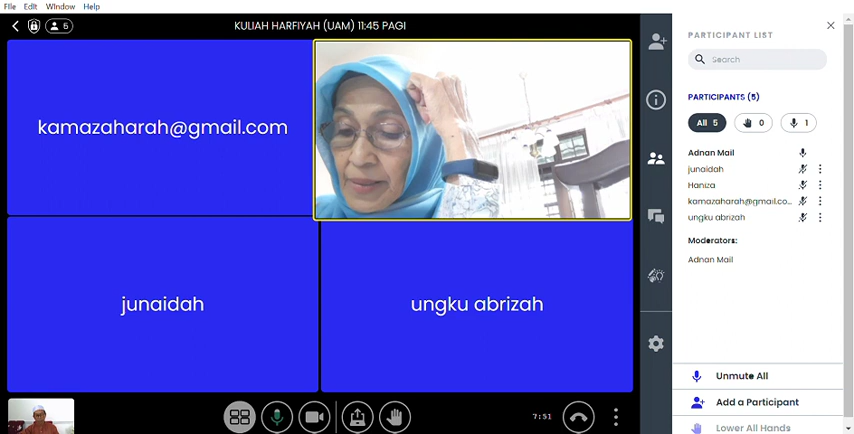 File Edit Window Help
6
KULIAH HARFIYAH (UAM) 11:45 PAGI
kamazaharah@gmail.com
junaidah
ungku abrizah
7:51
PARTICIPANT LIST
Search
PARTICIPANTS (5)
All 5
0
1
Adnan Mail
junaidah
Haniza
kamazaharah@gmail.co...
ungku abrizah
Moderators:
Adnan Mail
Unmute All
Add a Participant
Lower All Hands